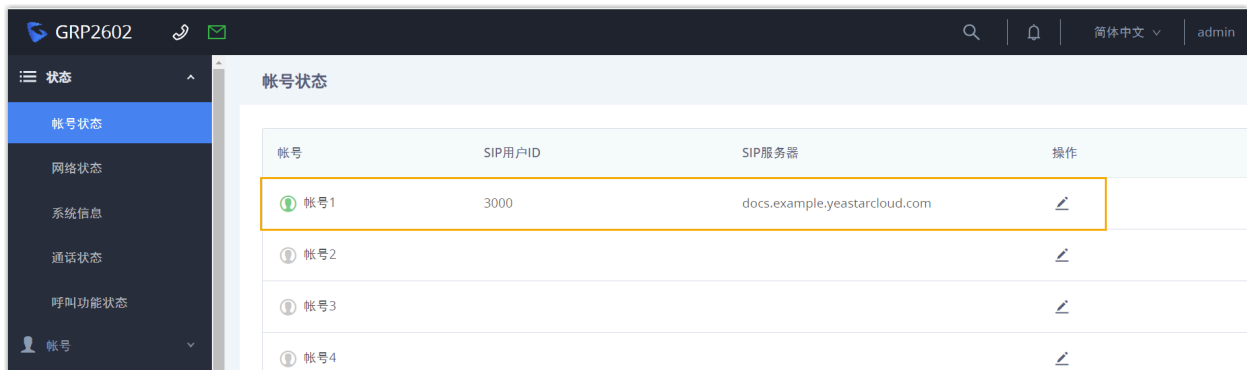 GRP2602
简体中文
admin
状态
帐号状态
网络状态
系统信息
通话状态
呼叫功能状态
帐号
帐号状态
帐号 SIP用户ID SIP服务器 操作
帐号1 3000 docs.example.yeastarcloud.com
帐号2
帐号3
帐号4